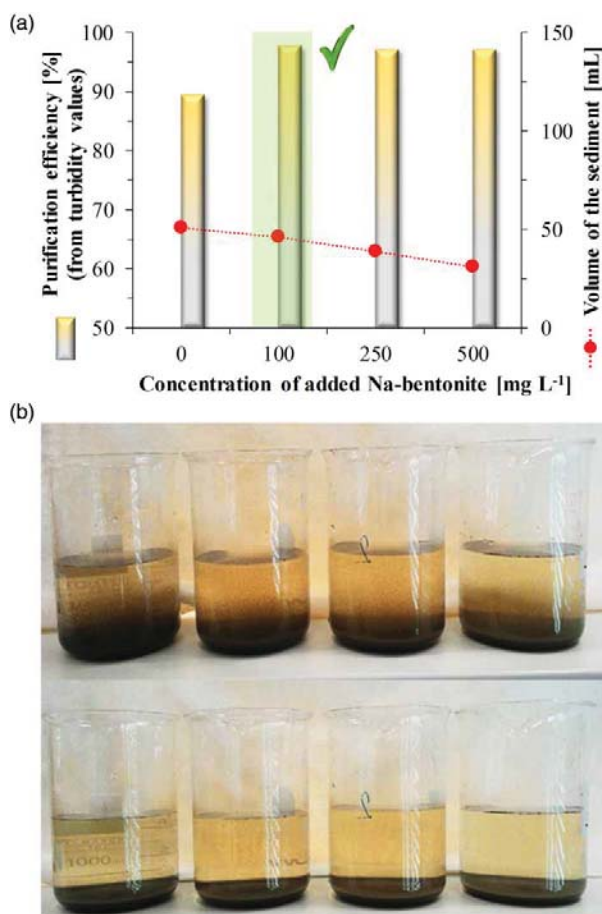 (a)
Purification efficiency [%]
(from turbidity values)
100
90
80
70
60
50
150
100
50
0
Volume of the sediment [mL]
0 100 250 500
Concentration of added Na-bentonite [mg L-1]
(b)
1000